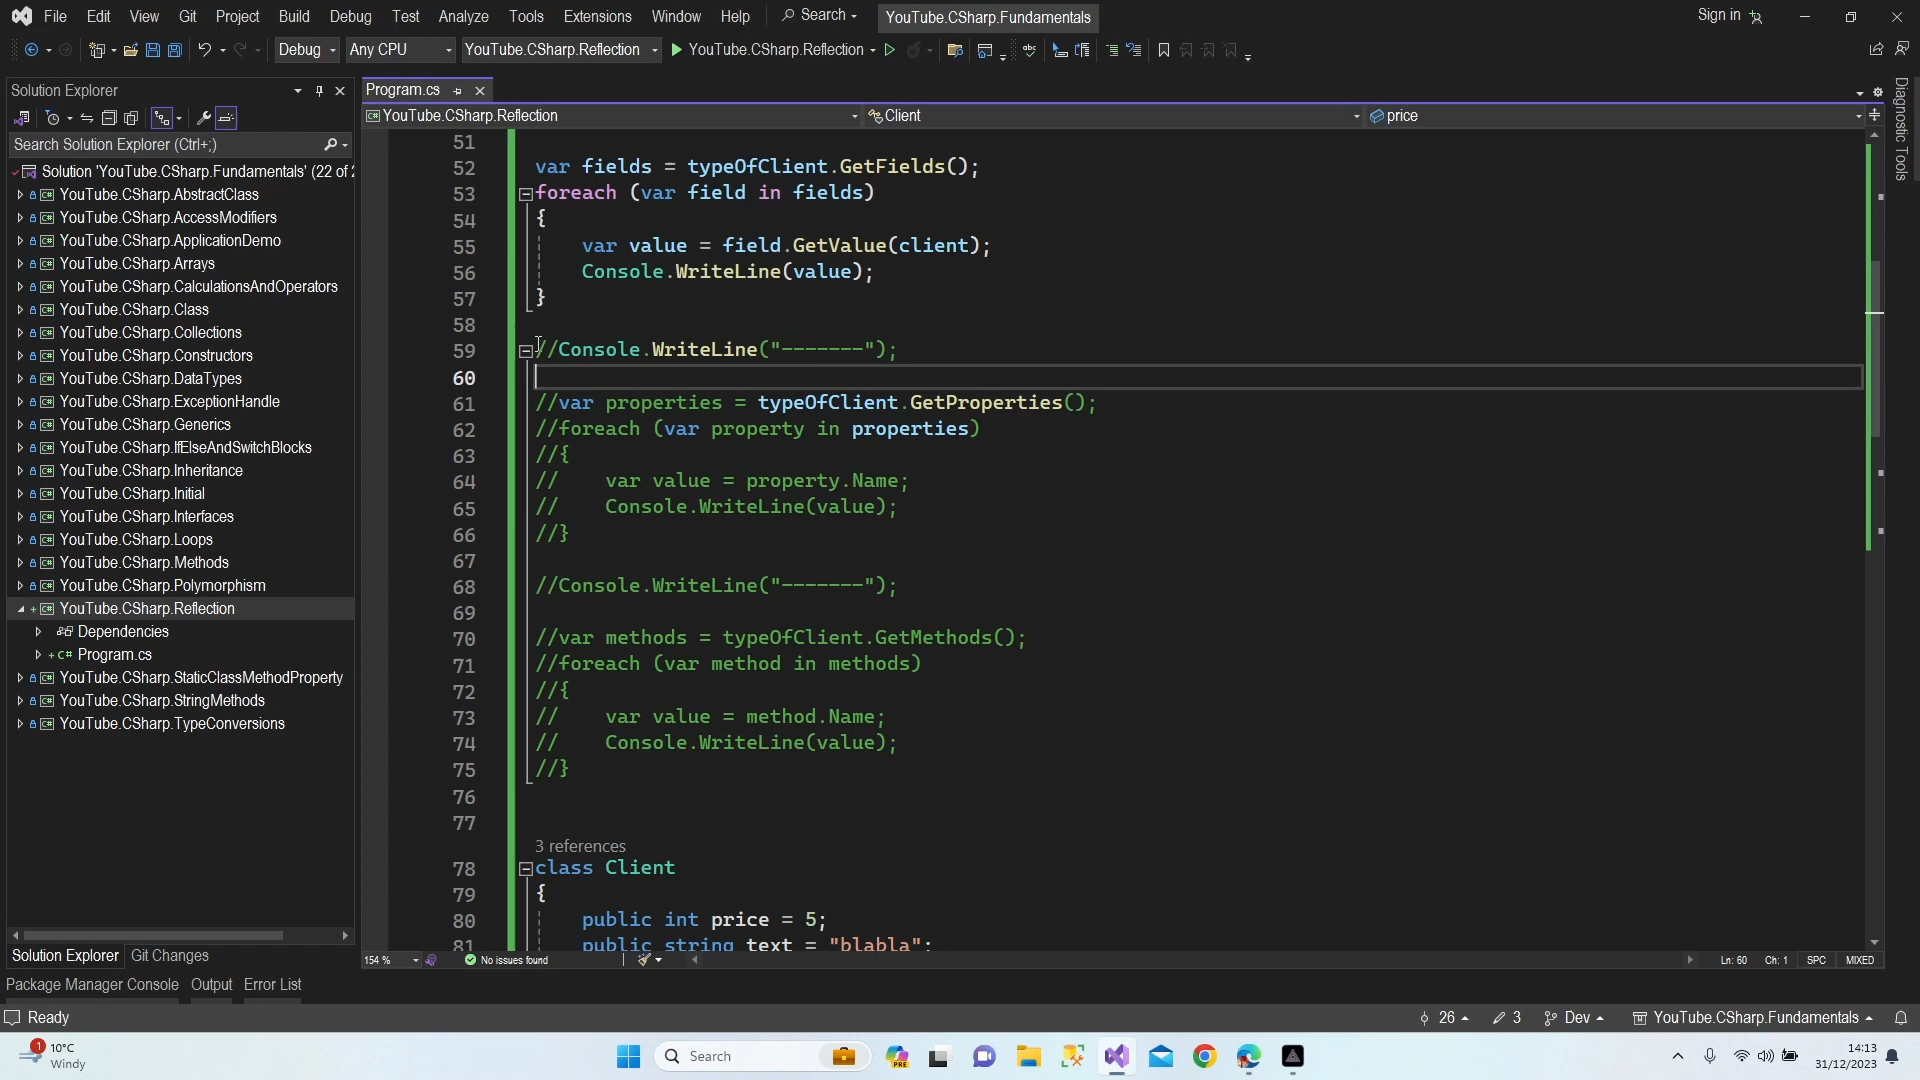 File Edit View Git Project Build Debug Test Analyze Tools Extensions Window Help Search YouTube.CSharp.Fundamentals Sign in
Debug Any CPU YouTube.CSharp.Reflection YouTube.CSharp.Reflection
Solution Explorer
Search Solution Explorer (Ctrl+;)
Solution 'YouTube.CSharp.Fundamentals' (22 of 2
YouTube.CSharp.AbstractClass
YouTube.CSharp.AccessModifiers
YouTube.CSharp.ApplicationDemo
YouTube.CSharp.Arrays
YouTube.CSharp.CalculationsAndOperators
YouTube.CSharp.Class
YouTube.CSharp.Collections
YouTube.CSharp.Constructors
YouTube.CSharp.DataTypes
YouTube.CSharp.ExceptionHandle
YouTube.CSharp.Generics
YouTube.CSharp.IfElseAndSwitchBlocks
YouTube.CSharp.Inheritance
YouTube.CSharp.Initial
YouTube.CSharp.Interfaces
YouTube.CSharp.Loops
YouTube.CSharp.Methods
YouTube.CSharp.Polymorphism
YouTube.CSharp.Reflection
Dependencies
C# Program.cs
YouTube.CSharp.StaticClassMethodProperty
YouTube.CSharp.StringMethods
YouTube.CSharp.TypeConversions
Solution Explorer Git Changes
Program.cs
YouTube.CSharp.Reflection Client price
51
52 var fields = typeOfClient.GetFields();
53 foreach (var field in fields)
54 {
55 var value = field.GetValue(client);
56 Console.WriteLine(value);
57 }
58
59 //Console.WriteLine("-------");
60
61 //var properties = typeOfClient.GetProperties();
62 //foreach (var property in properties)
63 //{
64 // var value = property.Name;
65 // Console.WriteLine(value);
66 //}
67
68 //Console.WriteLine("-------");
69
70 //var methods = typeOfClient.GetMethods();
71 //foreach (var method in methods)
72 //{
73 // var value = method.Name;
74 // Console.WriteLine(value);
75 //}
76
77
3 references
78 class Client
79 {
80 public int price = 5;
81 public string text = "blabla";
154 % No issues found Ln: 60 Ch: 1 SPC MIXED
Diagnostic Tools
Package Manager Console Output Error List
Ready 26 3 Dev YouTube.CSharp.Fundamentals
1 10°C
Windy
Search
PRE
14:13
31/12/2023